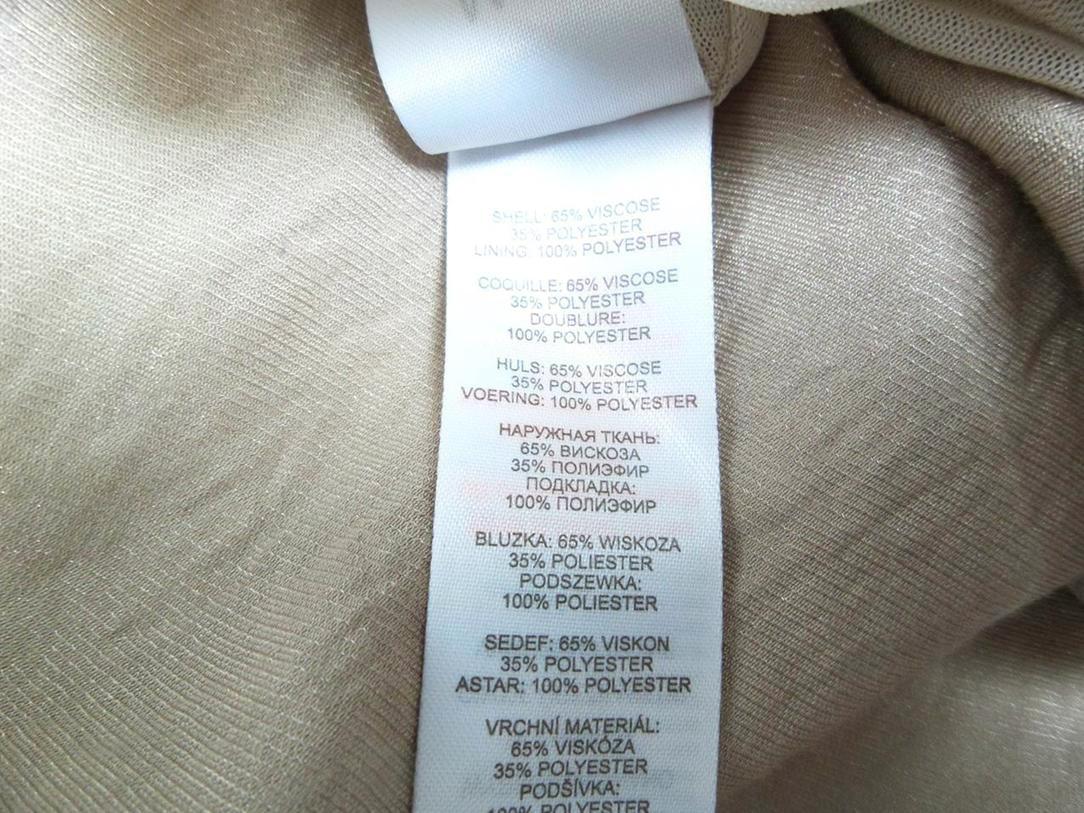 SHELL: 65% VISCOSE
35% POLYESTER
LINING: 100% POLYESTER
COQUILLE: 65% VISCOSE
35% POLYESTER
DOUBLURE:
100% POLYESTER
HULS: 65% VISCOSE
35% POLYESTER
VOERING: 100% POLYESTER
НАРУЖНАЯ ТКАНЬ:
65% ВИСКОЗА
35% ПОЛИЭФИР
ПОДКЛАДКА:
100% ПОЛИЭФИР
BLUZKA: 65% WISKOZA
35% POLIESTER
PODSZEWKA:
100% POLIESTER
SEDEF: 65% VISKON
35% POLYESTER
ASTAR: 100% POLYESTER
VRCHNÍ MATERIÁL:
65% VISKÓZA
35% POLYESTER
PODŠÍVKA:
100% POLYESTER